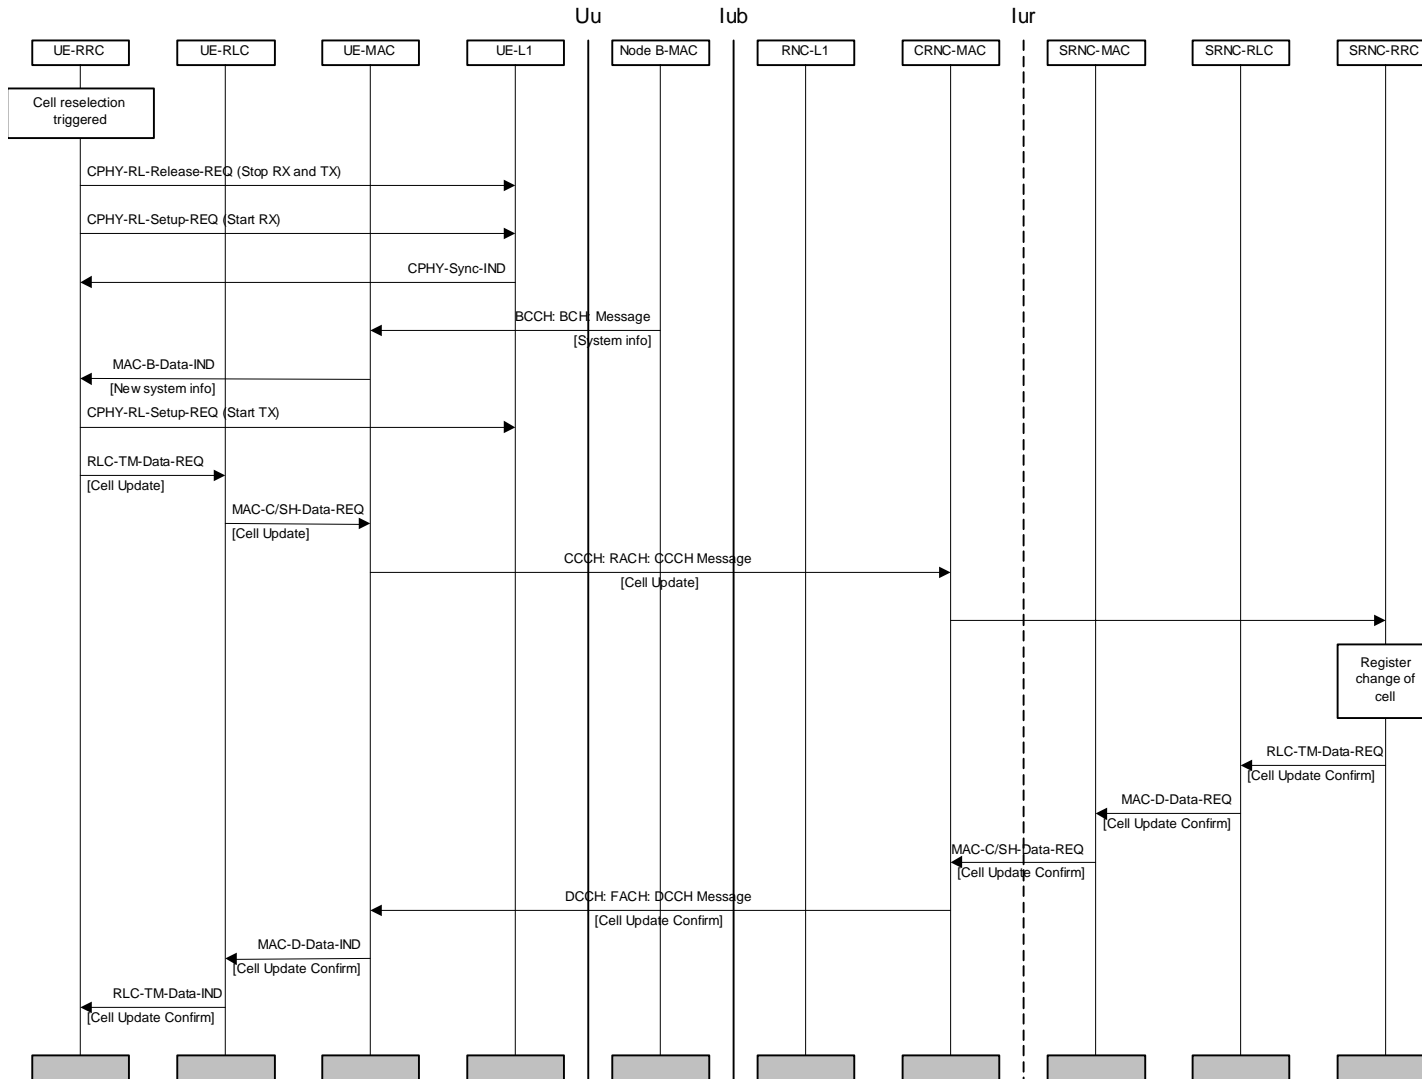 Uu
Iub
Iur
UE-RRC
UE-RLC
UE-MAC
UE-L1
Node B-MAC
RNC-L1
CRNC-MAC
SRNC-MAC
SRNC-RLC
SRNC-RRC
Cell reselection
triggered
CPHY-RL-Release-REQ (Stop RX and TX)
CPHY-RL-Setup-REQ (Start RX)
CPHY-Sync-IND
BCCH: BCH: Message
[System info]
MAC-B-Data-IND
[New system info]
CPHY-RL-Setup-REQ (Start TX)
RLC-TM-Data-REQ
[Cell Update]
MAC-C/SH-Data-REQ
[Cell Update]
CCCH: RACH: CCCH Message
[Cell Update]
Register
change of
cell
RLC-TM-Data-REQ
[Cell Update Confirm]
MAC-D-Data-REQ
[Cell Update Confirm]
MAC-C/SH-Data-REQ
[Cell Update Confirm]
DCCH: FACH: DCCH Message
[Cell Update Confirm]
MAC-D-Data-IND
[Cell Update Confirm]
RLC-TM-Data-IND
[Cell Update Confirm]